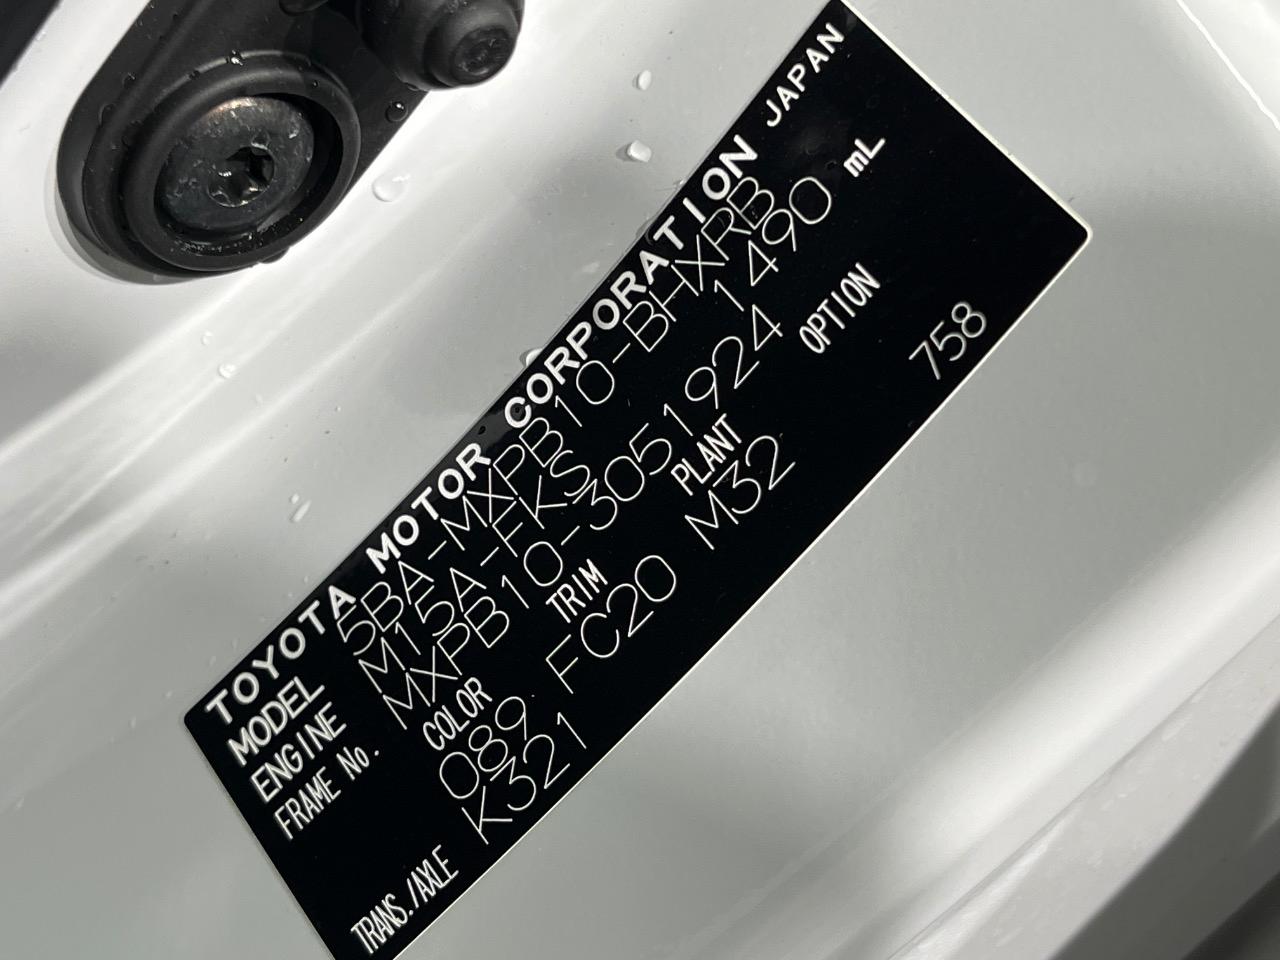 TOYOTA MOTOR CORPORATION JAPAN
MODEL 5BA-MXPB10-BHXRB
ENGINE M15A-FKS 1490 mL
FRAME No. MXPB10-3051924
COLOR TRIM PLANT OPTION
089 FC20 M32 758
TRANS./AXLE K321